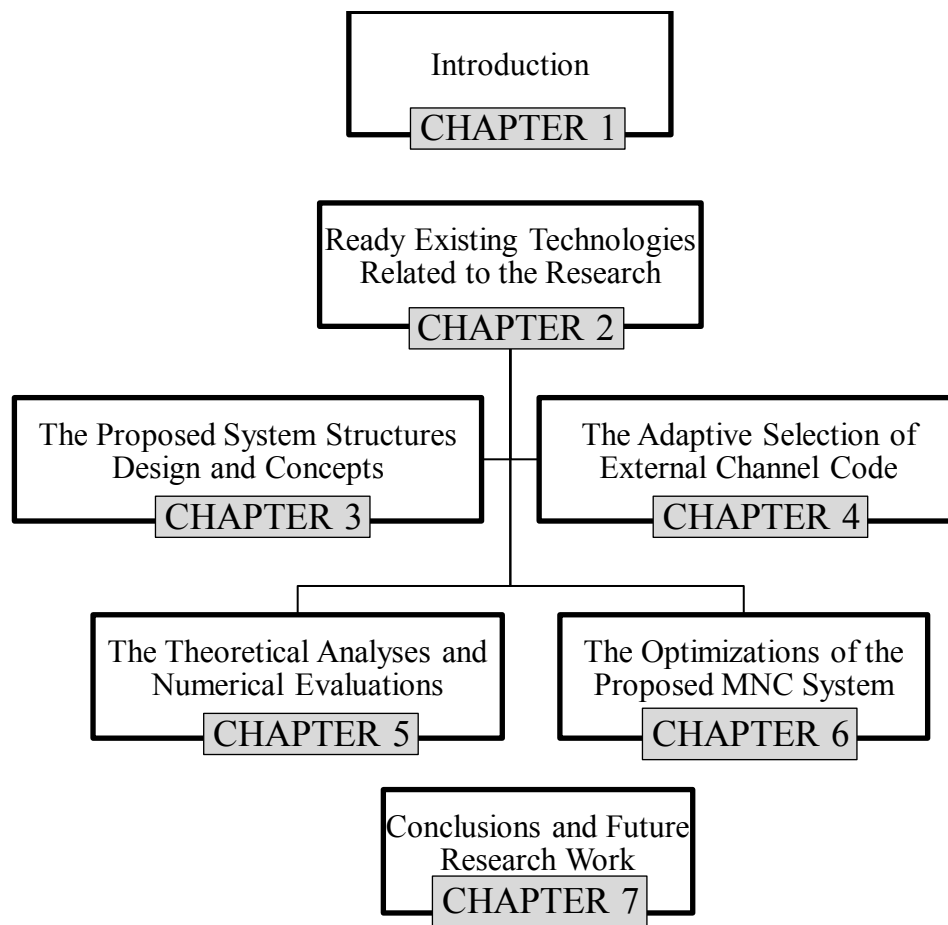 Introduction
CHAPTER 1
Ready Existing Technologies
Related to the Research
CHAPTER 2
The Proposed System Structures
Design and Concepts
CHAPTER 3
The Adaptive Selection of
External Channel Code
CHAPTER 4
The Theoretical Analyses and
Numerical Evaluations
CHAPTER 5
The Optimizations of the
Proposed MNC System
CHAPTER 6
Conclusions and Future
Research Work
CHAPTER 7